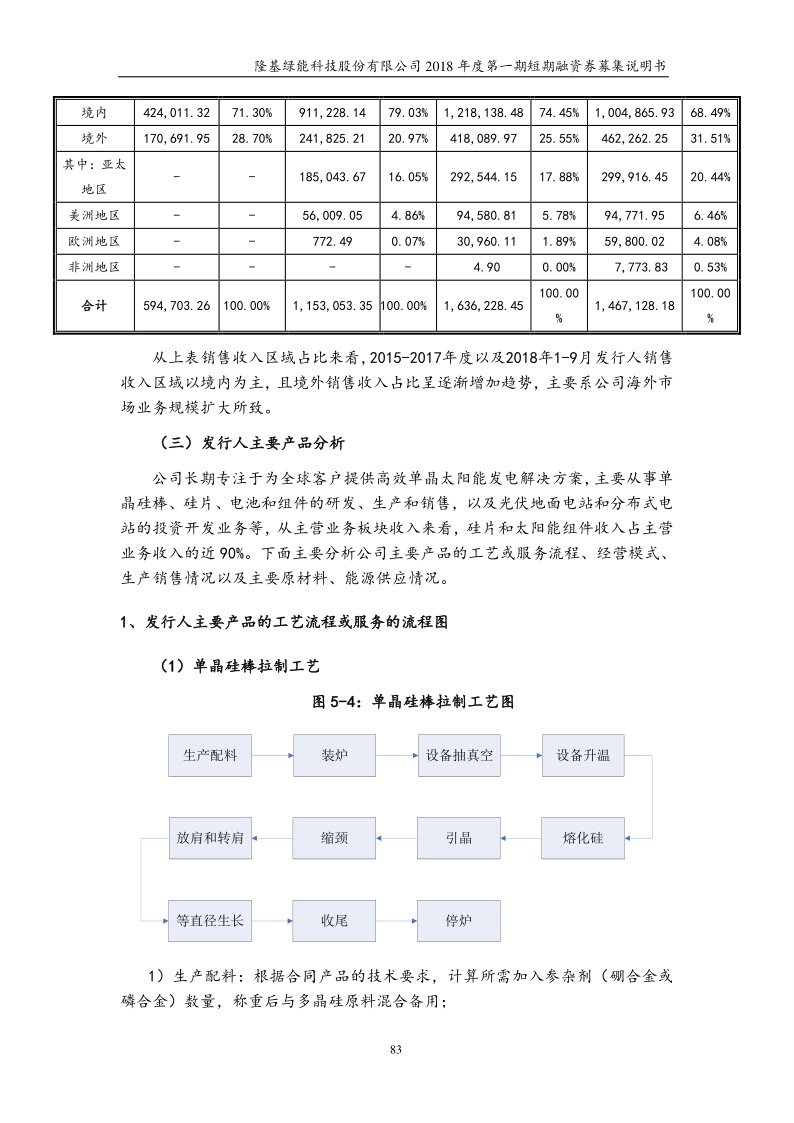 隆基绿能科技股份有限公司 2018 年度第一期短期融资券募集说明书
境内 424,011.32 71.30% 911,228.14 79.03% 1,218,138.48 74.45% 1,004,865.93 68.49%
境外 170,691.95 28.70% 241,825.21 20.97% 418,089.97 25.55% 462,262.25 31.51%
其中：亚太
地区 - - 185,043.67 16.05% 292,544.15 17.88% 299,916.45 20.44%
美洲地区 - - 56,009.05 4.86% 94,580.81 5.78% 94,771.95 6.46%
欧洲地区 - - 772.49 0.07% 30,960.11 1.89% 59,800.02 4.08%
非洲地区 - - - - 4.90 0.00% 7,773.83 0.53%
合计 594,703.26 100.00% 1,153,053.35 100.00% 1,636,228.45 100.00% 1,467,128.18 100.00%
从上表销售收入区域占比来看，2015-2017年度以及2018年1-9月发行人销售
收入区域以境内为主，且境外销售收入占比呈逐渐增加趋势，主要系公司海外市
场业务规模扩大所致。
（三）发行人主要产品分析
公司长期专注于为全球客户提供高效单晶太阳能发电解决方案，主要从事单
晶硅棒、硅片、电池和组件的研发、生产和销售，以及光伏地面电站和分布式电
站的投资开发业务等，从主营业务板块收入来看，硅片和太阳能组件收入占主营
业务收入的近 90%。下面主要分析公司主要产品的工艺或服务流程、经营模式、
生产销售情况以及主要原材料、能源供应情况。
1、发行人主要产品的工艺流程或服务的流程图
（1）单晶硅棒拉制工艺
图 5-4：单晶硅棒拉制工艺图
生产配料 装炉 设备抽真空 设备升温
放肩和转肩 缩颈 引晶 熔化硅
等直径生长 收尾 停炉
1）生产配料：根据合同产品的技术要求，计算所需加入参杂剂（硼合金或
磷合金）数量，称重后与多晶硅原料混合备用；
83